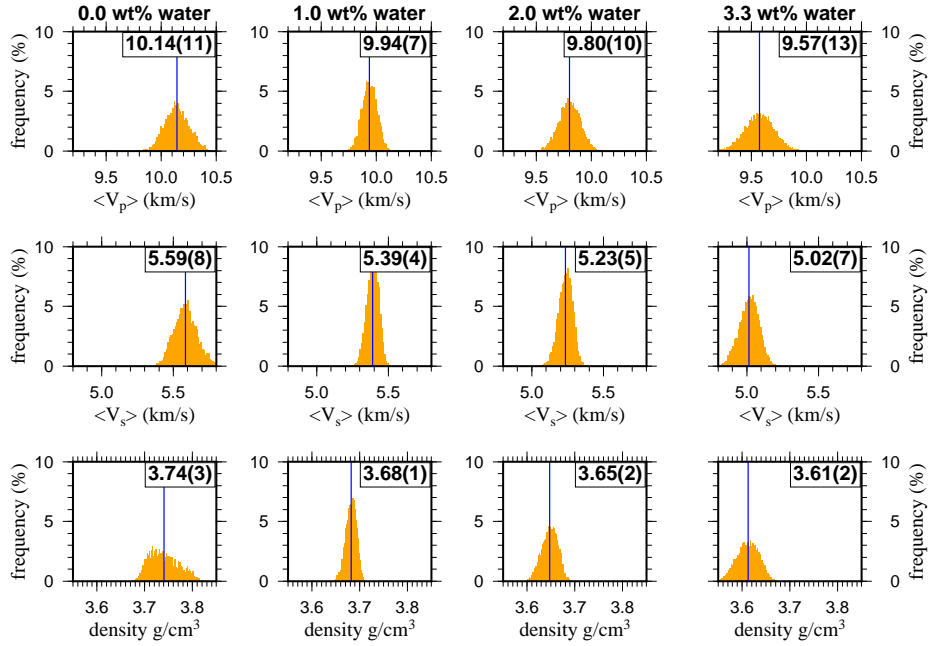 0.0 wt% water 1.0 wt% water 2.0 wt% water 3.3 wt% water
10 10 10 10
10.14(11) 9.94(7) 9.80(10) 9.57(13)
frequency (%) frequency (%)
5 5 5 5
0 0 0 0
9.5 10.0 10.5 9.5 10.0 10.5 9.5 10.0 10.5 9.5 10.0 10.5
<Vp> (km/s) <Vp> (km/s) <Vp> (km/s) <Vp> (km/s)
10 10 10 10
5.59(8) 5.39(4) 5.23(5) 5.02(7)
frequency (%) frequency (%)
5 5 5 5
0 0 0 0
5.0 5.5 5.0 5.5 5.0 5.5 5.0 5.5
<Vs> (km/s) <Vs> (km/s) <Vs> (km/s) <Vs> (km/s)
10 10 10 10
3.74(3) 3.68(1) 3.65(2) 3.61(2)
frequency (%) frequency (%)
5 5 5 5
0 0 0 0
3.6 3.7 3.8 3.6 3.7 3.8 3.6 3.7 3.8 3.6 3.7 3.8
density g/cm³ density g/cm³ density g/cm³ density g/cm³